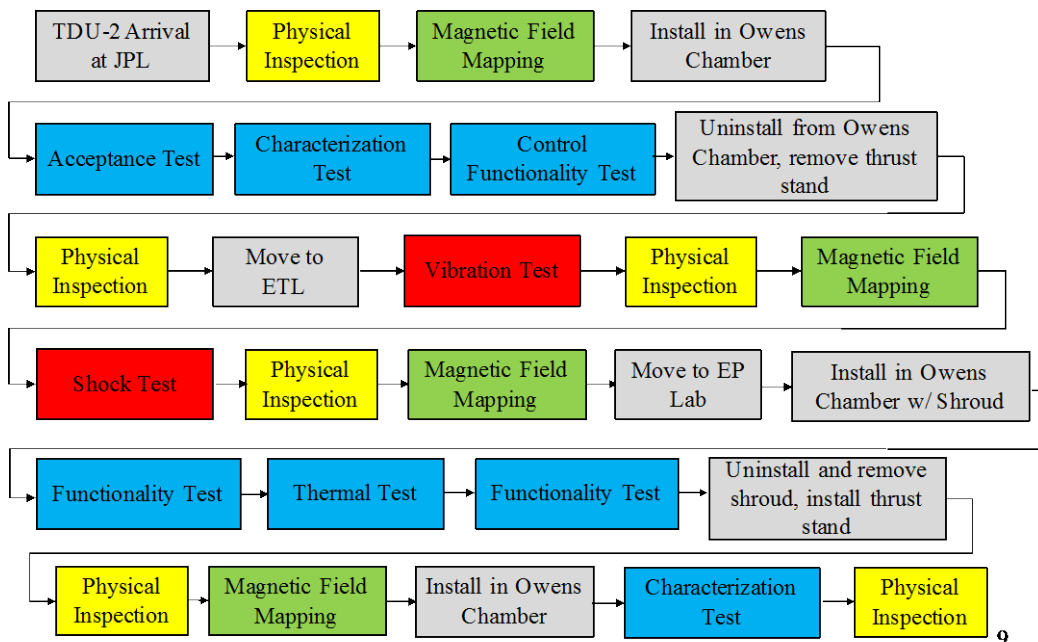 TDU-2 Arrival
at JPL
Physical
Inspection
Magnetic Field
Mapping
Install in Owens
Chamber
Acceptance Test
Characterization
Test
Control
Functionality Test
Uninstall from Owens
Chamber, remove thrust
stand
Physical
Inspection
Move to
ETL
Vibration Test
Physical
Inspection
Magnetic Field
Mapping
Shock Test
Physical
Inspection
Magnetic Field
Mapping
Move to EP
Lab
Install in Owens
Chamber w/ Shroud
Functionality Test
Thermal Test
Functionality Test
Uninstall and remove
shroud, install thrust
stand
Physical
Inspection
Magnetic Field
Mapping
Install in Owens
Chamber
Characterization
Test
Physical
Inspection
9